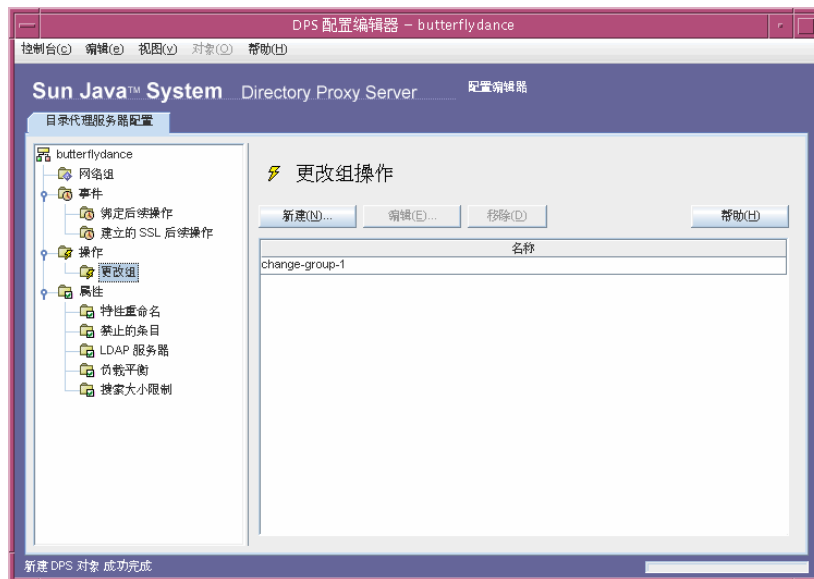 DPS 配置编辑器 – butterflydance
控制台(C) 编辑(e) 视图(V) 对象(O) 帮助(H)
Sun Java™ System Directory Proxy Server 配置编辑器
目录代理服务器配置
butterflydance
网络组
事件
绑定后续操作
建立的 SSL 后续操作
操作
更改组
属性
特性重命名
禁止的条目
LDAP 服务器
负载平衡
搜索大小限制
更改组操作
新建(N)... 编辑(E)... 移除(D) 帮助(H)
名称
change-group-1
新建 DPS 对象 成功完成